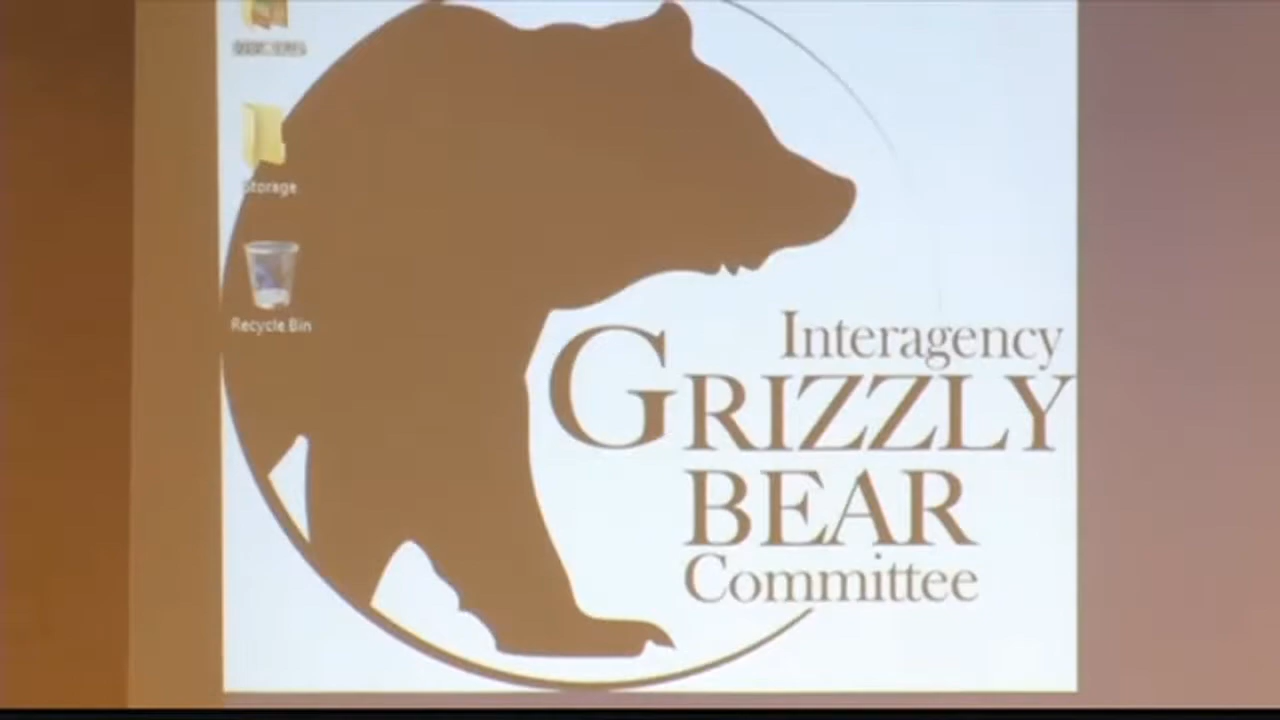 Storage
Recycle Bin
Interagency
GRIZZLY
BEAR
Committee